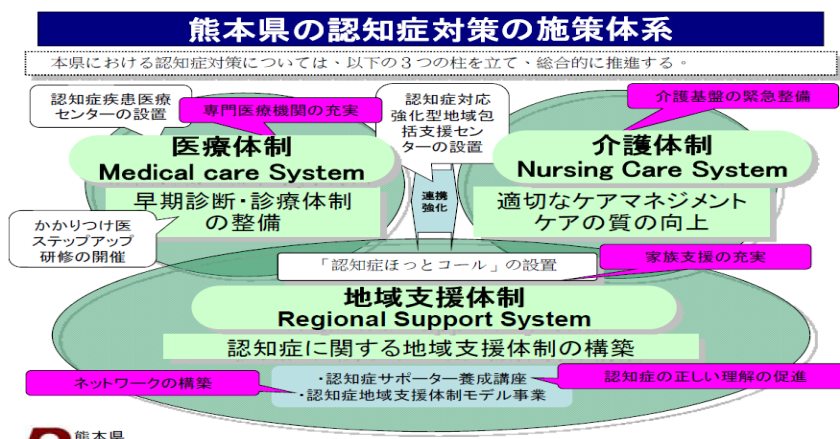 熊本県の認知症対策の施策体系
本県における認知症対策については、以下の３つの柱を立て、総合的に推進する。
認知症疾患医療
センターの設置
専門医療機関の充実
認知症対応
強化型地域包
括支援セン
ターの設置
介護基盤の緊急整備
医療体制
Medical care System
介護体制
Nursing Care System
早期診断・診療体制
の整備
連携
強化
適切なケアマネジメント
ケアの質の向上
かかりつけ医
ステップアップ
研修の開催
「認知症ほっとコール」の設置
家族支援の充実
地域支援体制
Regional Support System
認知症に関する地域支援体制の構築
ネットワークの構築
・認知症サポーター養成講座
・認知症地域支援体制モデル事業
認知症の正しい理解の促進
熊本県